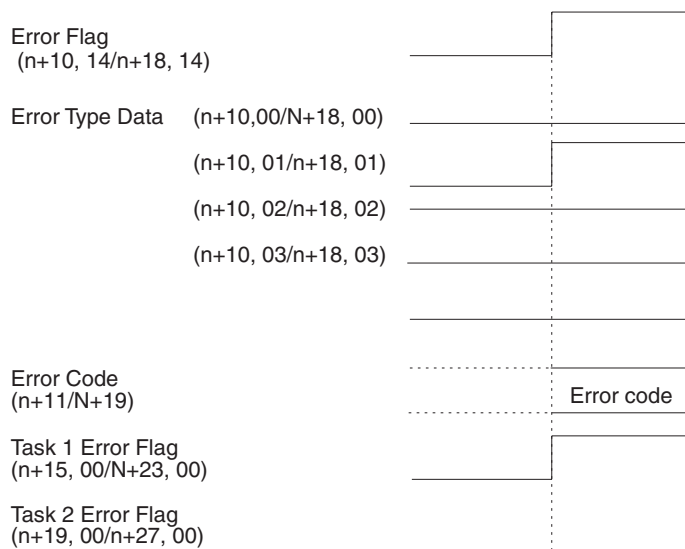 Error Flag
(n+10, 14/n+18, 14)
Error Type Data (n+10,00/N+18, 00)
(n+10, 01/n+18, 01)
(n+10, 02/n+18, 02)
(n+10, 03/n+18, 03)
Error Code
(n+11/N+19)
Error code
Task 1 Error Flag
(n+15, 00/N+23, 00)
Task 2 Error Flag
(n+19, 00/n+27, 00)